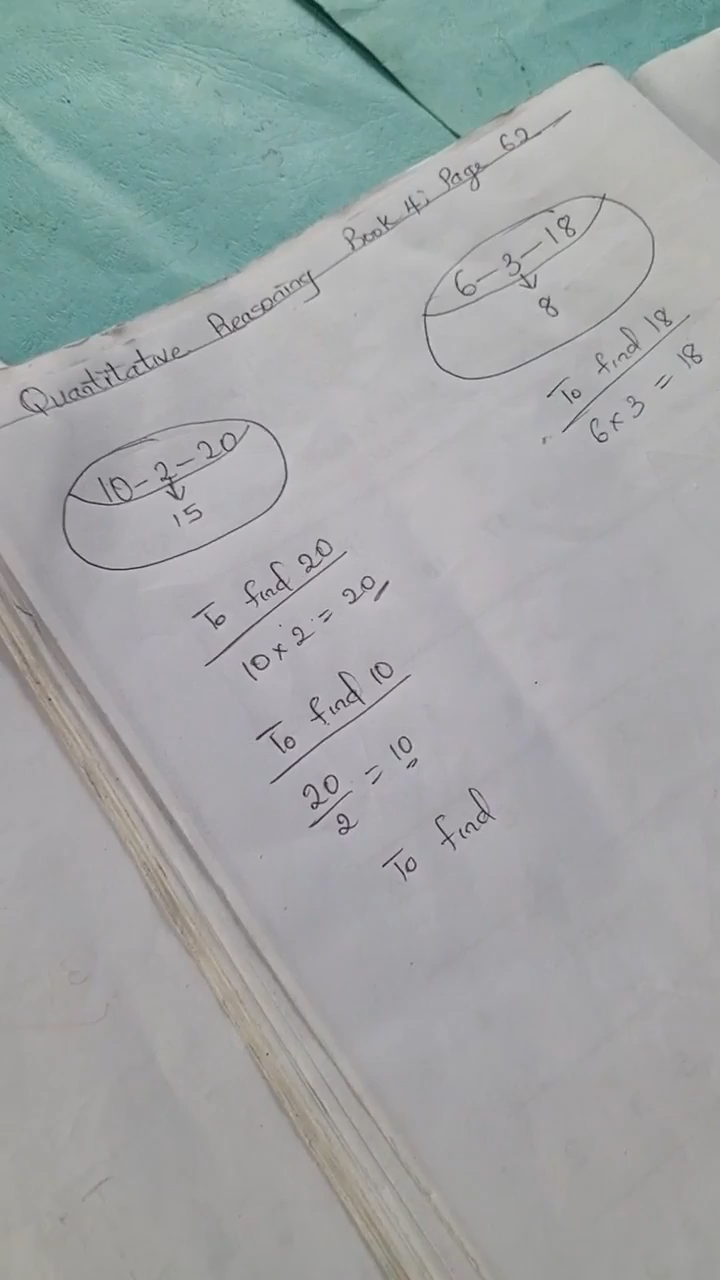 Quantitative Reasoning Book 4; Page 62
10-2-20
↓
15
To find 20
10 × 2 = 20
To find 10
20/2 = 10
To find
6-3-18
↓
8
To find 18
6 × 3 = 18